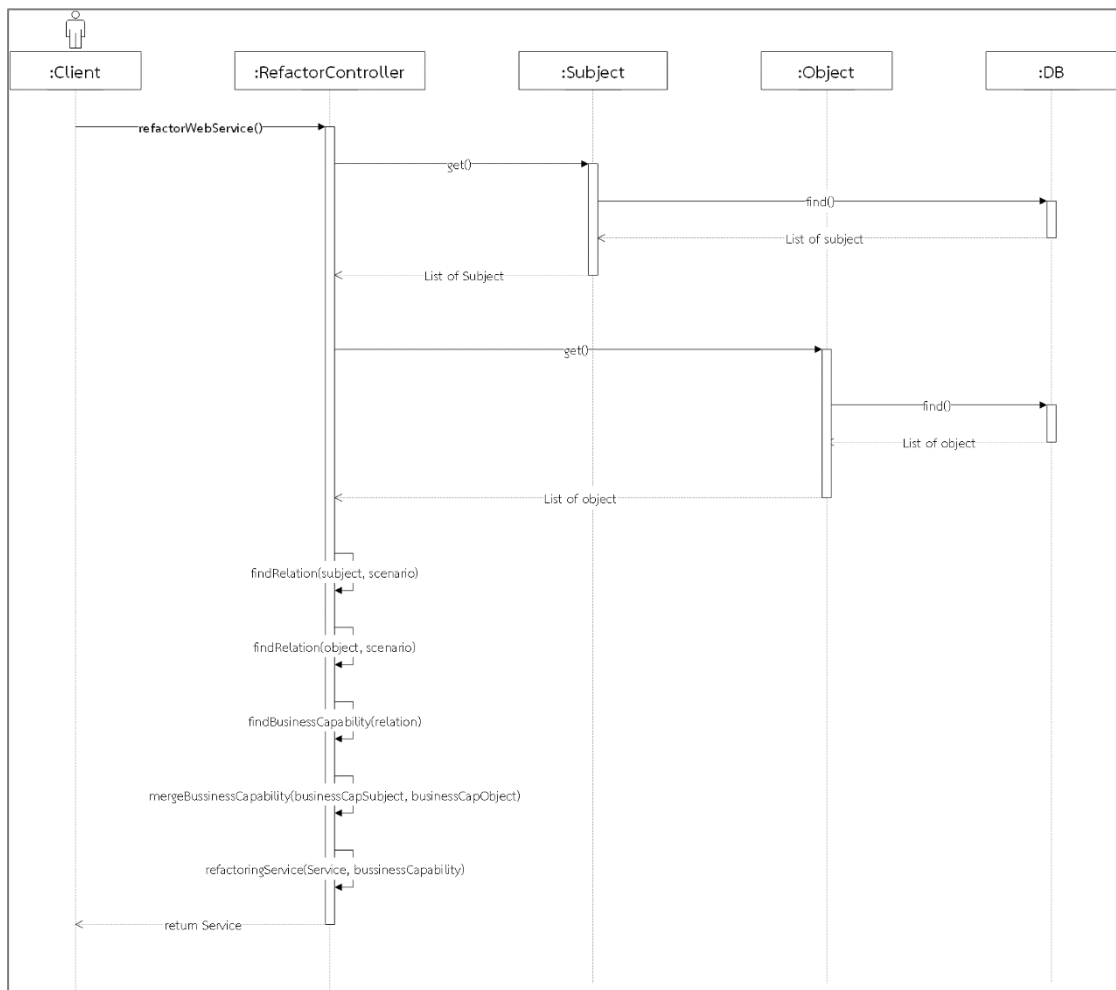 :Client
:RefactorController
:Subject
:Object
:DB
refactorWebService()
get()
find()
List of subject
List of Subject
get()
find()
List of object
List of object
findRelation(subject, scenario)
findRelation(object, scenario)
findBusinessCapability(relation)
mergeBussinessCapability(businessCapSubject, businessCapObject)
refactoringService(Service, bussinessCapability)
return Service